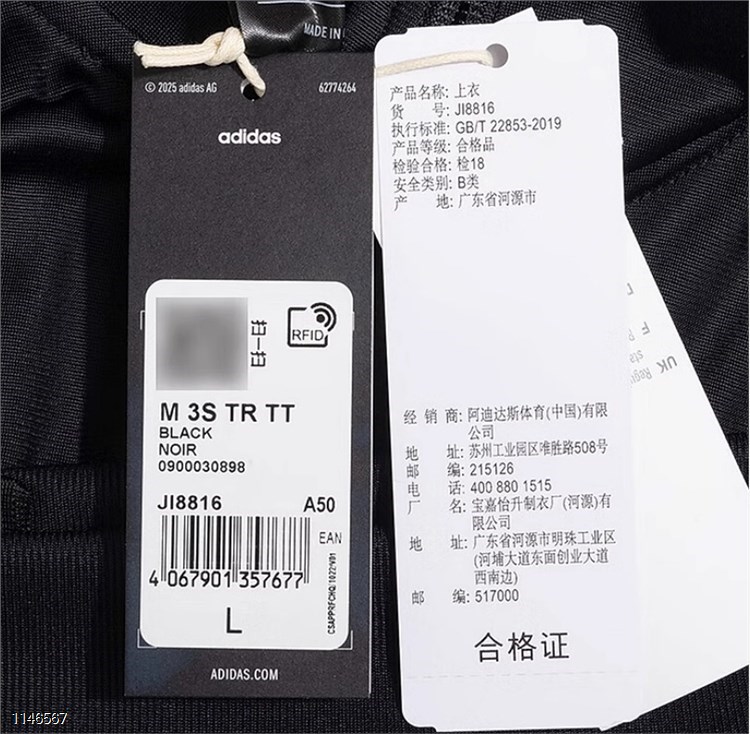 MADE IN
© 2025 adidas AG
62774264
adidas
RFID
扫一扫
M 3S TR TT
BLACK
NOIR
0900030898
JI8816
A50
EAN
4 067901 357677
CSAPPREFCHQ 1022V01
L
ADIDAS.COM
产品名称: 上衣
货 号: JI8816
执行标准: GB/T 22853-2019
产品等级: 合格品
检验合格: 检18
安全类别: B类
产 地: 广东省河源市
经 销 商: 阿迪达斯体育(中国)有限
公司
地 址: 苏州工业园区唯胜路508号
邮 编: 215126
电 话: 400 880 1515
厂 名: 宝嘉怡升制衣厂(河源)有
限公司
地 址: 广东省河源市明珠工业区
(河埔大道东面创业大道
西南边)
邮 编: 517000
合格证
UK
1146567